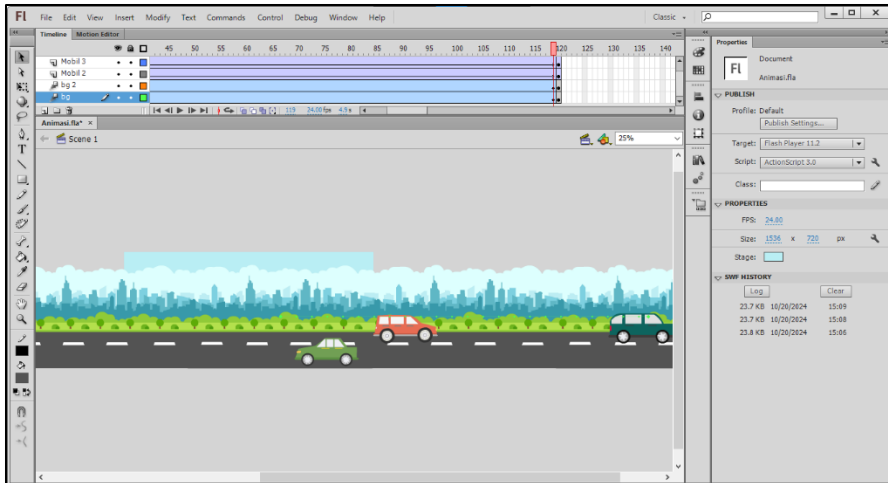 Fl File Edit View Insert Modify Text Commands Control Debug Window Help Classic
Timeline Motion Editor
45 50 55 60 65 70 75 80 85 90 95 100 105 110 115 120 125 130 135 140
Mobil 3
Mobil 2
bg 2
bg
119 24.00 fps 4.9 s
Animasi.fla* ×
Scene 1 25%
Properties
Fl Document
Animasi.fla
PUBLISH
Profile: Default
Publish Settings...
Target: Flash Player 11.2
Script: ActionScript 3.0
Class:
PROPERTIES
FPS: 24.00
Size: 1536 x 720 px
Stage:
SWF HISTORY
Log Clear
23.7 KB 10/20/2024 15:09
23.7 KB 10/20/2024 15:08
23.8 KB 10/20/2024 15:06